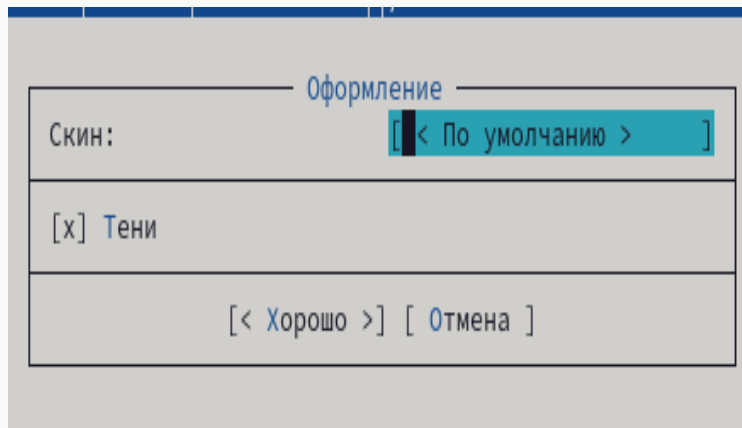 Оформление
Скин: [ < По умолчанию > ]
[x] Тени
[< Хорошо >] [ Отмена ]